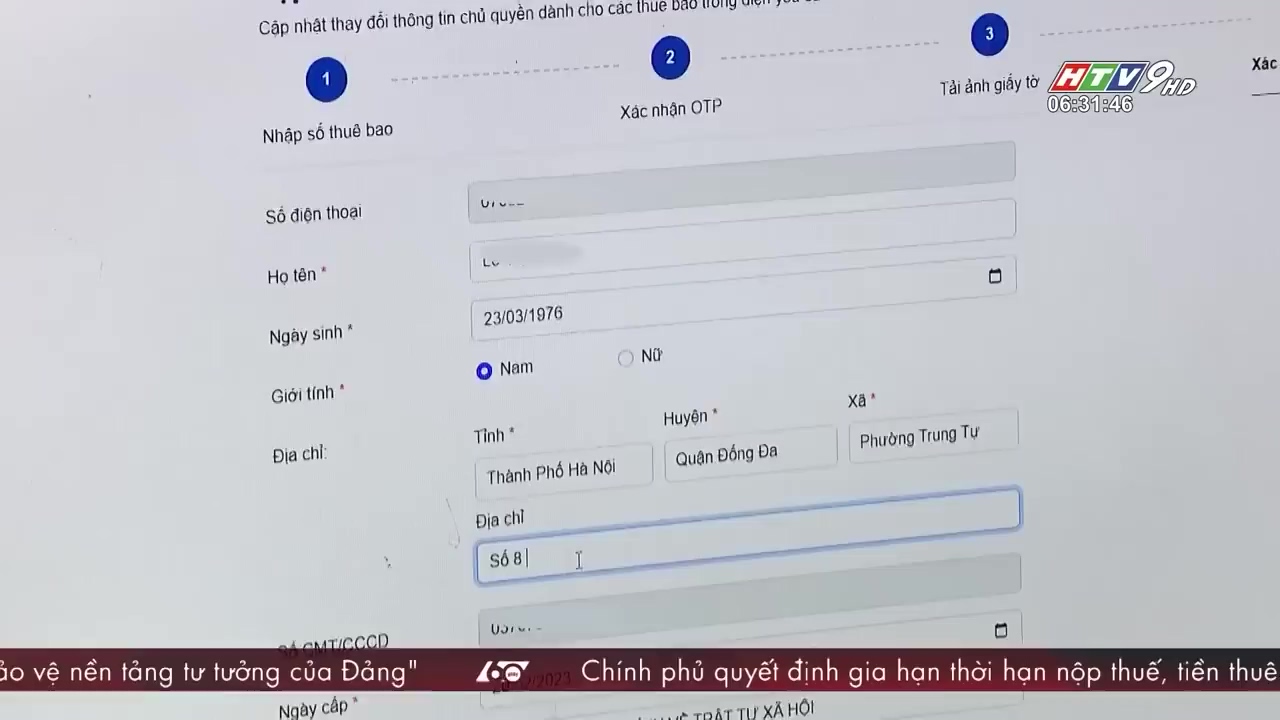 Cập nhật thay đổi thông tin chủ quyền dành cho các thuê bao trong diện
1
2
3
Xác
Nhập số thuê bao
Xác nhận OTP
Tải ảnh giấy tờ
HTV9HD
06:31:46
Số điện thoại
Họ tên *
Ngày sinh *
23/03/1976
Giới tính *
Nam
Nữ
Địa chỉ:
Tỉnh *
Huyện *
Xã *
Thành Phố Hà Nội
Quận Đống Đa
Phường Trung Tự
Địa chỉ
Số 8
Số CMT/CCCD
ảo vệ nền tảng tư tưởng của Đảng"
60
Chính phủ quyết định gia hạn thời hạn nộp thuế, tiền thuê
Ngày cấp *
TRẬT TỰ XÃ HỘI